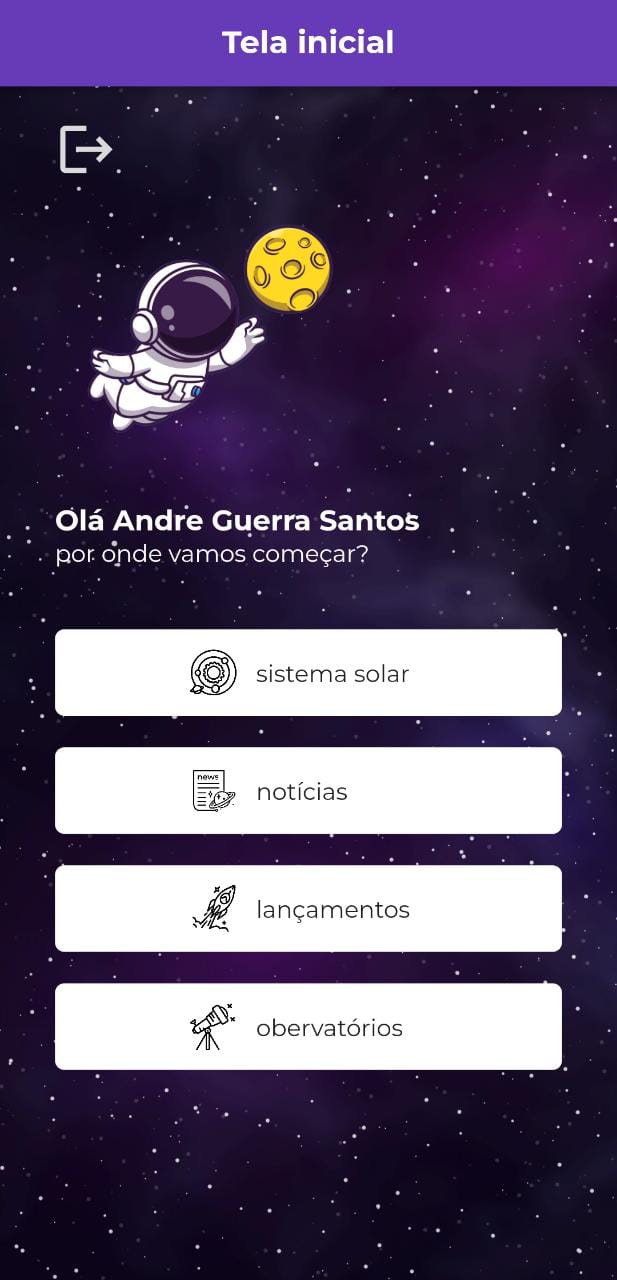 Tela inicial
Olá Andre Guerra Santos
por onde vamos começar?
sistema solar
news
notícias
lançamentos
obervatórios